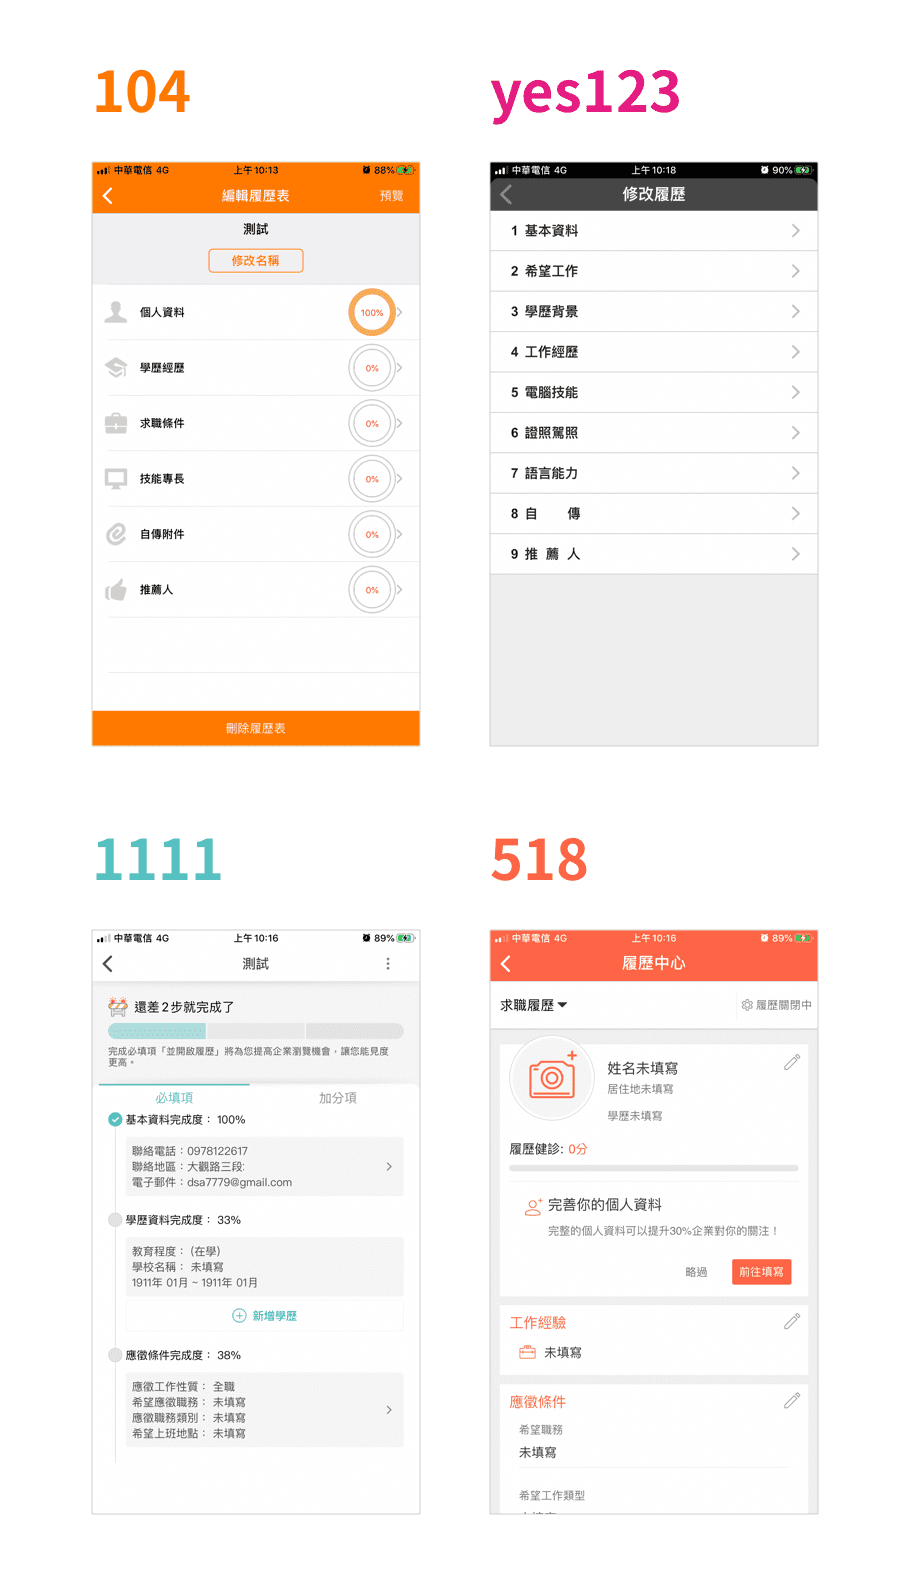 104
中華電信 4G 上午10:13 88%
編輯履歷表 預覽
測試
修改名稱
個人資料 100%
學歷經歷 0%
求職條件 0%
技能專長 0%
自傳附件 0%
推薦人 0%
刪除履歷表
yes123
中華電信 4G 上午10:18 90%
修改履歷
1 基本資料
2 希望工作
3 學歷背景
4 工作經歷
5 電腦技能
6 證照駕照
7 語言能力
8 自 傳
9 推 薦 人
1111
中華電信 4G 上午10:16 89%
測試
還差2步就完成了
完成必填項「並開啟履歷」將為您提高企業瀏覽機會，讓您能見度
更高。
必填項 加分項
基本資料完成度： 100%
聯絡電話：0978122617
聯絡地區：大觀路三段:
電子郵件：dsa7779@gmail.com
學歷資料完成度： 33%
教育程度： (在學)
學校名稱： 未填寫
1911年 01月 ~ 1911年 01月
新增學歷
應徵條件完成度： 38%
應徵工作性質： 全職
希望應徵職務： 未填寫
應徵職務類別： 未填寫
希望上班地點： 未填寫
518
中華電信 4G 上午10:16 89%
履歷中心
求職履歷 履歷關閉中
姓名未填寫
居住地未填寫
學歷未填寫
履歷健診: 0分
完善你的個人資料
完整的個人資料可以提升30%企業對你的關注！
略過 前往填寫
工作經驗
未填寫
應徵條件
希望職務
未填寫
希望工作類型